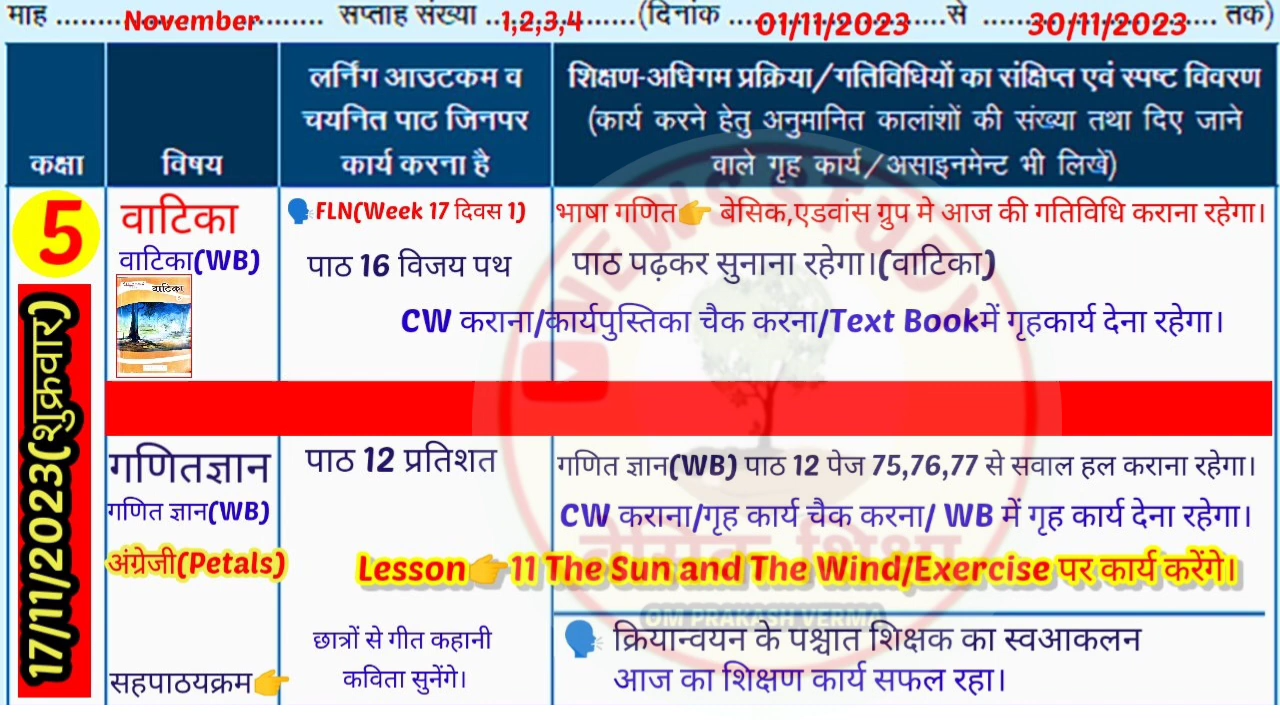 माह November सप्ताह संख्या 1,2,3,4 (दिनांक 01/11/2023 से 30/11/2023 तक)
कक्षा
विषय
लर्निंग आउटकम व
चयनित पाठ जिनपर
कार्य करना है
शिक्षण-अधिगम प्रक्रिया/गतिविधियों का संक्षिप्त एवं स्पष्ट विवरण
(कार्य करने हेतु अनुमानित कालांशों की संख्या तथा दिए जाने
वाले गृह कार्य/असाइनमेन्ट भी लिखें)
5
17/11/2023(शुक्रवार)
वाटिका
🗣FLN(Week 17 दिवस 1)
भाषा गणित👉 बेसिक,एडवांस ग्रुप मे आज की गतिविधि कराना रहेगा।
वाटिका(WB)
पाठ 16 विजय पथ
पाठ पढ़कर सुनाना रहेगा।(वाटिका)
वाटिका
CW कराना/कार्यपुस्तिका चैक करना/Text Bookमें गृहकार्य देना रहेगा।
गणितज्ञान
पाठ 12 प्रतिशत
गणित ज्ञान(WB) पाठ 12 पेज 75,76,77 से सवाल हल कराना रहेगा।
गणित ज्ञान(WB)
CW कराना/गृह कार्य चैक करना/ WB में गृह कार्य देना रहेगा।
अंग्रेजी(Petals)
Lesson👉11 The Sun and The Wind/Exercise पर कार्य करेंगे।
सहपाठयक्रम👉
छात्रों से गीत कहानी
कविता सुनेंगे।
🗣 क्रियान्वयन के पश्चात शिक्षक का स्वआकलन
आज का शिक्षण कार्य सफल रहा।
NEWS STUDY
बेसिक शिक्षा
OM PRAKASH VERMA